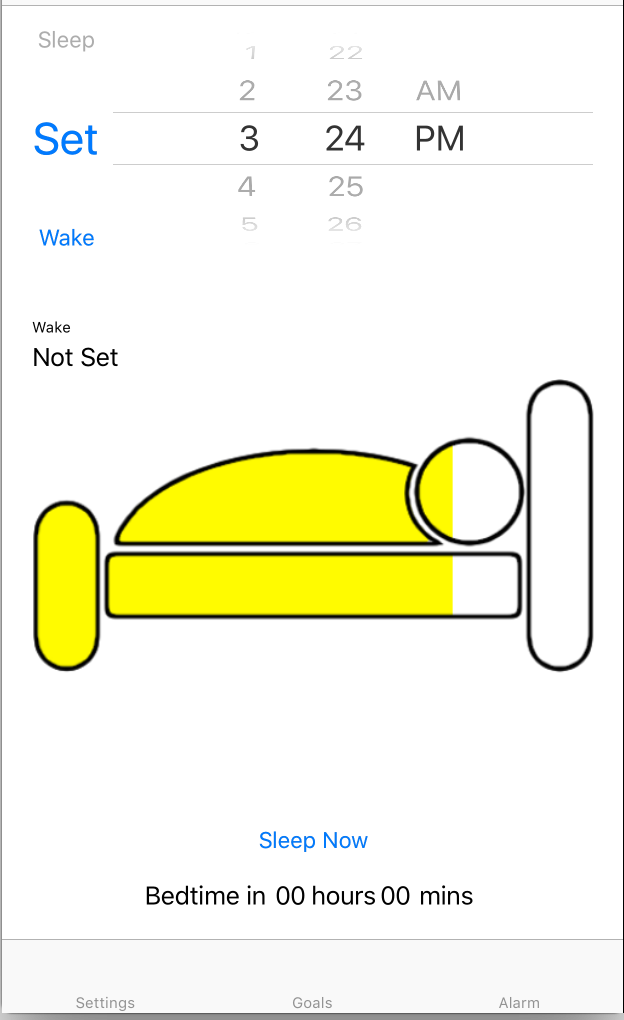 Sleep
1 22
2 23 AM
Set 3 24 PM
4 25
5 26
Wake
Wake
Not Set
Sleep Now
Bedtime in 00 hours 00 mins
Settings Goals Alarm